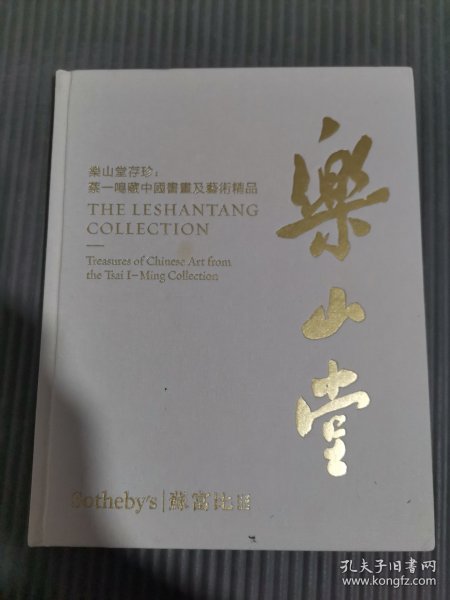 樂山堂
樂山堂存珍:
蔡一鳴藏中國書畫及藝術精品
THE LESHANTANG
COLLECTION
Treasures of Chinese Art from
the Tsai I-Ming Collection
Sotheby's | 蘇富比
孔夫子旧书网
www.kongfz.com